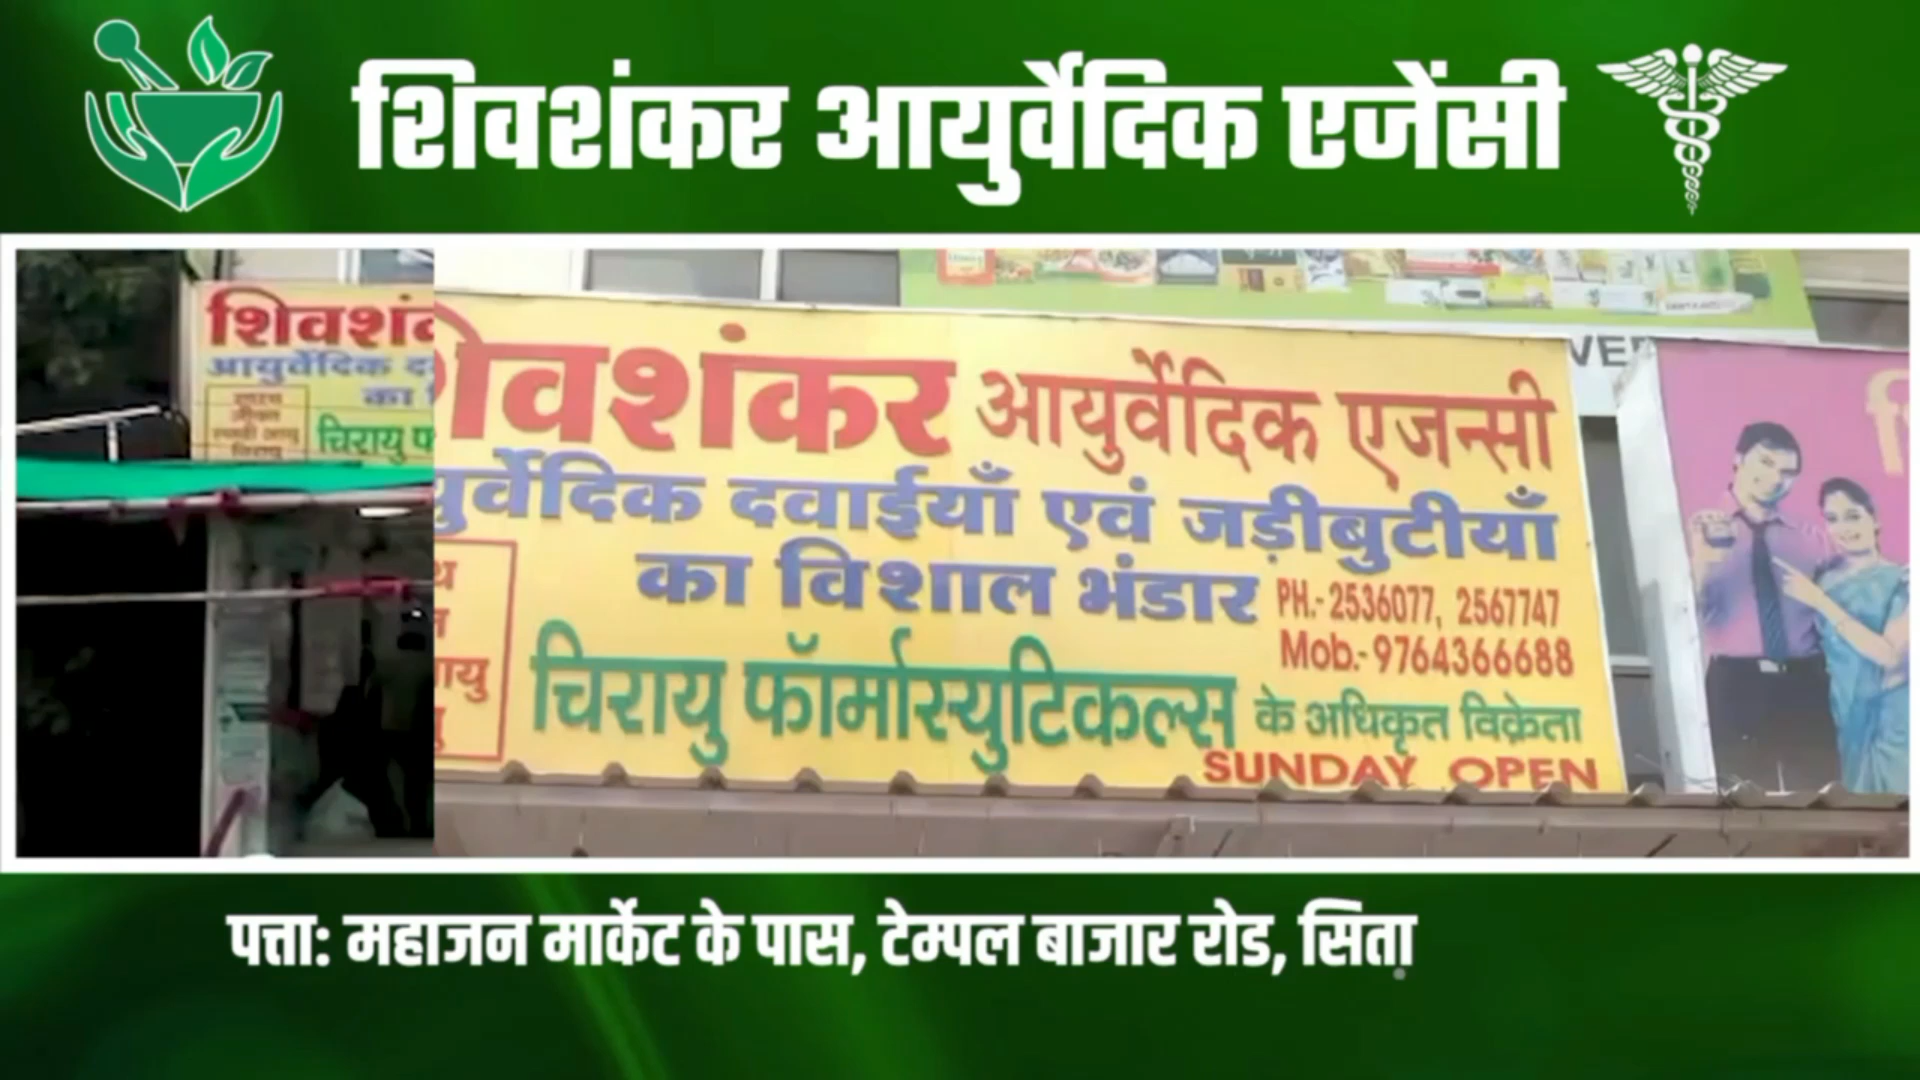 शिवशंकर आयुर्वेदिक एजेंसी
शिवशं
आयुर्वेदिक
का
चिरायु
शिवशंकर आयुर्वेदिक एजन्सी
युर्वेदिक दवाईयाँ एवं जड़ीबुटीयाँ
का विशाल भंडार
PH.- 2536077, 2567747
Mob.- 9764366688
चिरायु फॉर्मास्युटिकल्स के अधिकृत विक्रेता
SUNDAY OPEN
पत्ता: महाजन मार्केट के पास, टेम्पल बाजार रोड, सिता